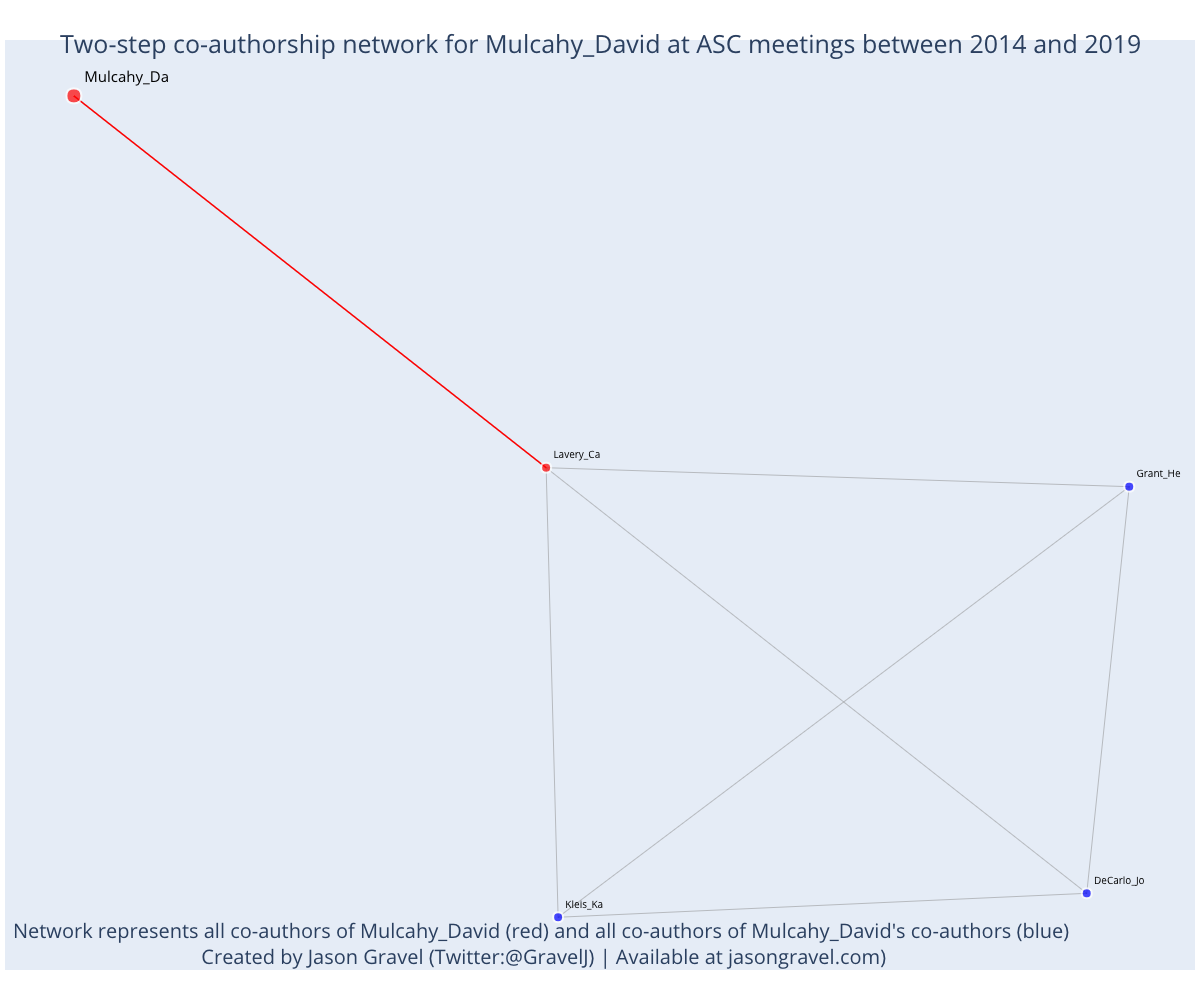 Two-step co-authorship network for Mulcahy_David at ASC meetings between 2014 and 2019
Mulcahy_Da
Lavery_Ca
Grant_He
DeCarlo_Jo
Kleis_Ka
Network represents all co-authors of Mulcahy_David (red) and all co-authors of Mulcahy_David's co-authors (blue)
Created by Jason Gravel (Twitter:@GravelJ) | Available at jasongravel.com)